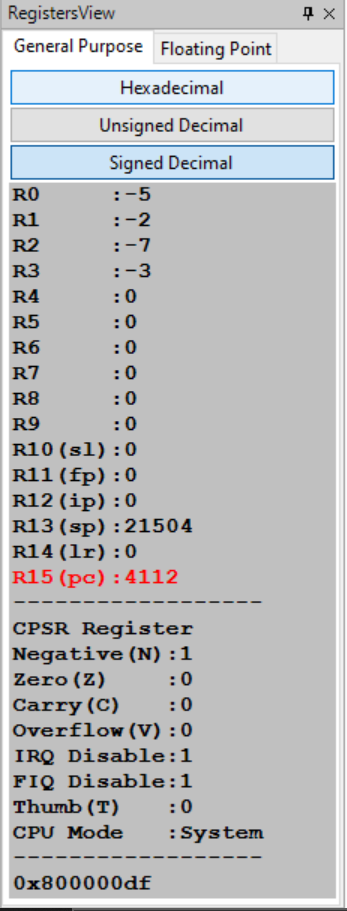 RegistersView
General Purpose Floating Point
Hexadecimal
Unsigned Decimal
Signed Decimal
R0 :-5
R1 :-2
R2 :-7
R3 :-3
R4 :0
R5 :0
R6 :0
R7 :0
R8 :0
R9 :0
R10(sl):0
R11(fp):0
R12(ip):0
R13(sp):21504
R14(lr):0
R15(pc):4112
------------------
CPSR Register
Negative(N):1
Zero(Z) :0
Carry(C) :0
Overflow(V):0
IRQ Disable:1
FIQ Disable:1
Thumb(T) :0
CPU Mode :System
------------------
0x800000df